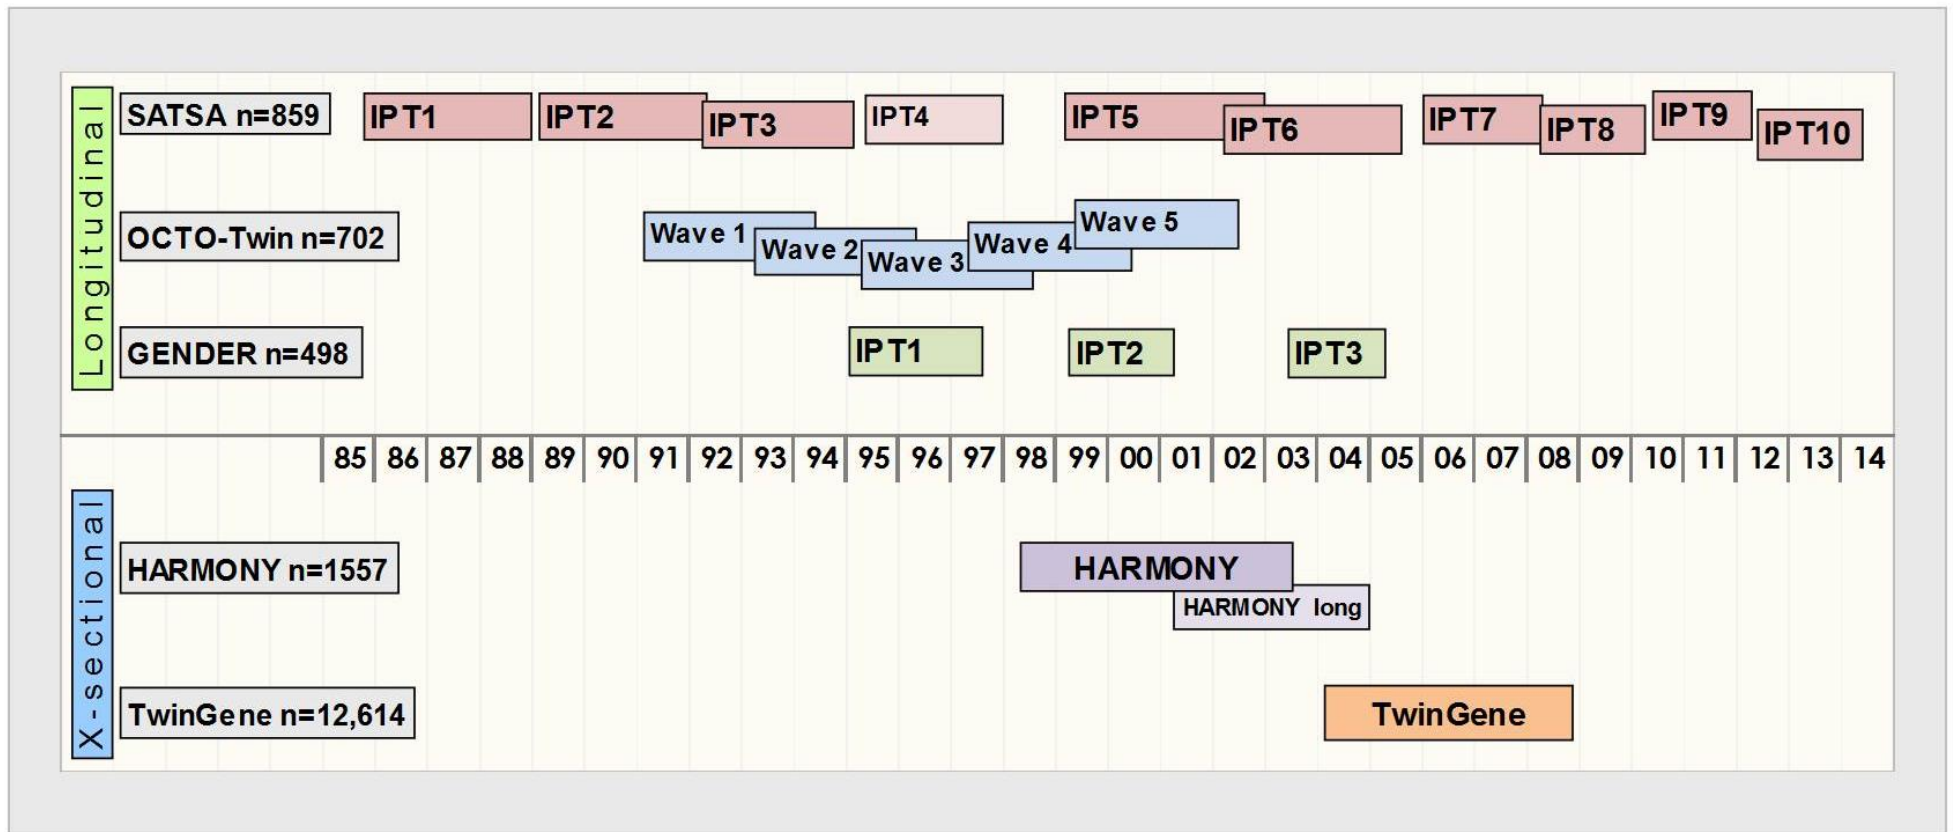 Longitudinal
SATSA n=859
IPT1
IPT2
IPT3
IPT4
IPT5
IPT6
IPT7
IPT8
IPT9
IPT10
OCTO-Twin n=702
Wave 1
Wave 2
Wave 3
Wave 4
Wave 5
GENDER n=498
IPT1
IPT2
IPT3
85 86 87 88 89 90 91 92 93 94 95 96 97 98 99 00 01 02 03 04 05 06 07 08 09 10 11 12 13 14
X-sectional
HARMONY n=1557
HARMONY
HARMONY long
TwinGene n=12,614
TwinGene